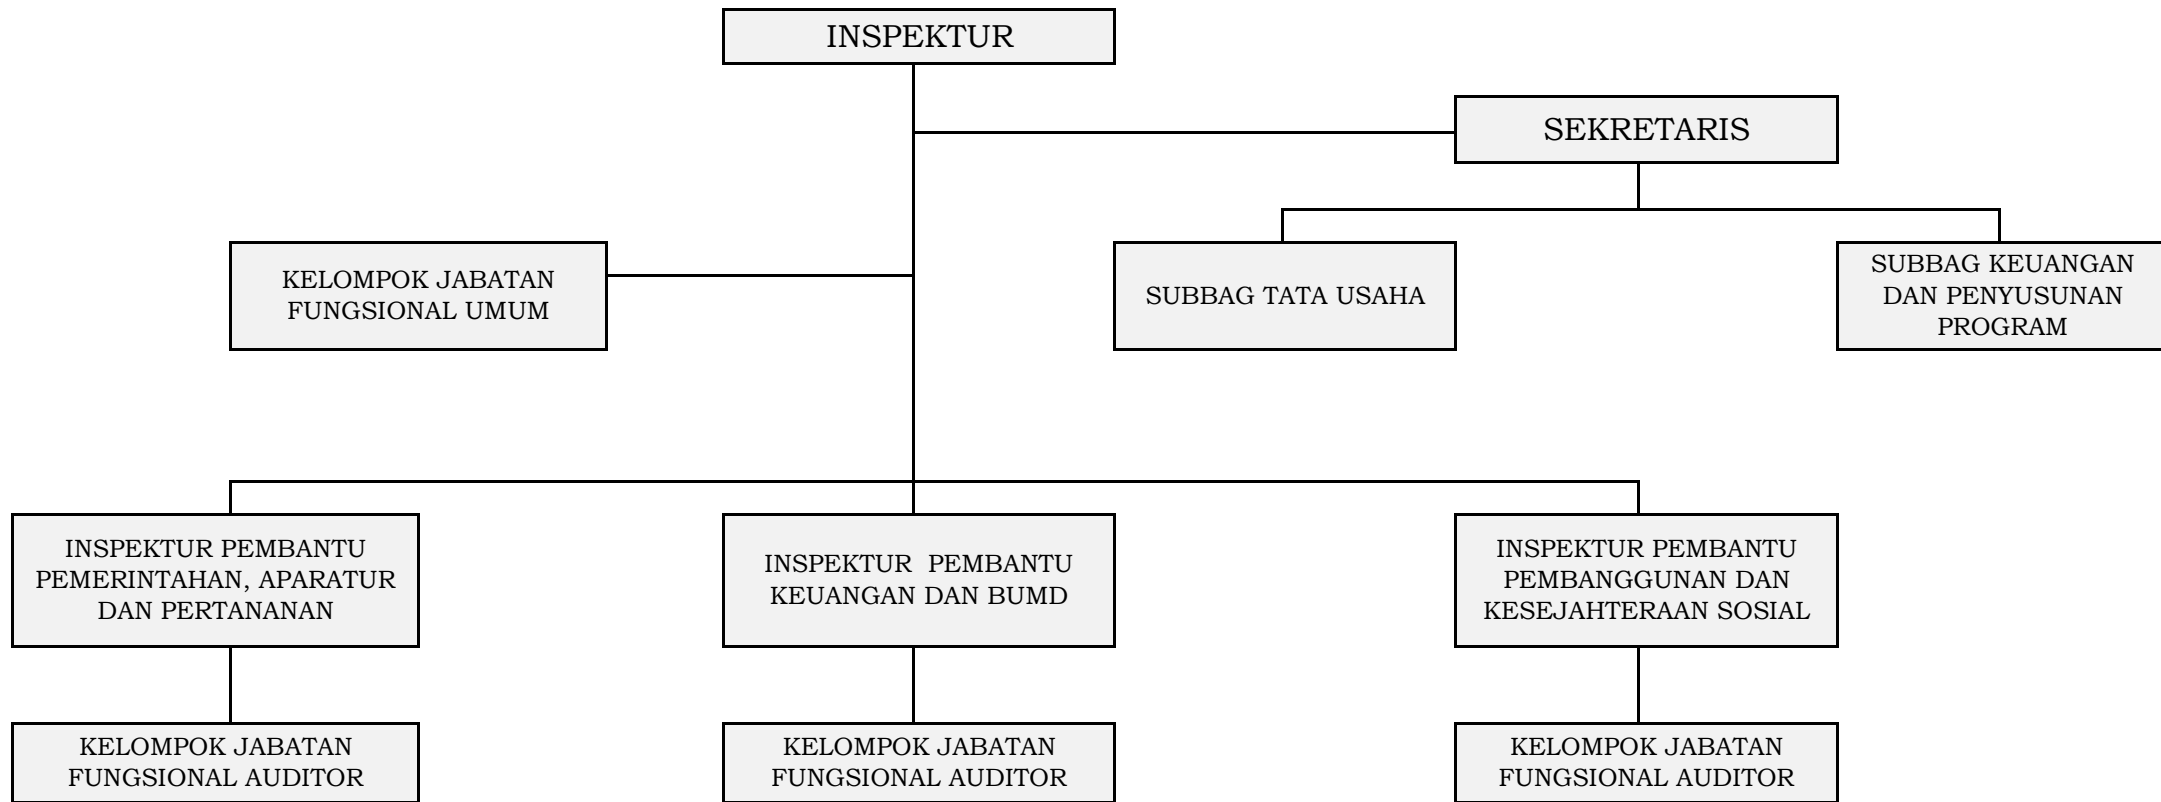 INSPEKTUR
SEKRETARIS
KELOMPOK JABATAN
FUNGSIONAL UMUM
SUBBAG TATA USAHA
SUBBAG KEUANGAN
DAN PENYUSUNAN
PROGRAM
INSPEKTUR PEMBANTU
PEMERINTAHAN, APARATUR
DAN PERTANANAN
INSPEKTUR  PEMBANTU
KEUANGAN DAN BUMD
INSPEKTUR PEMBANTU
PEMBANGGUNAN DAN
KESEJAHTERAAN SOSIAL
KELOMPOK JABATAN
FUNGSIONAL AUDITOR
KELOMPOK JABATAN
FUNGSIONAL AUDITOR
KELOMPOK JABATAN
FUNGSIONAL AUDITOR